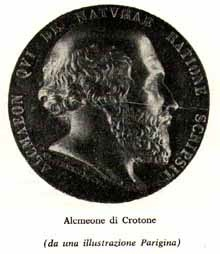 ALCMAEON QVI DE NATVRAE RATIONE SCRIPSIT
Alcmeone di Crotone
(da una illustrazione Parigina)